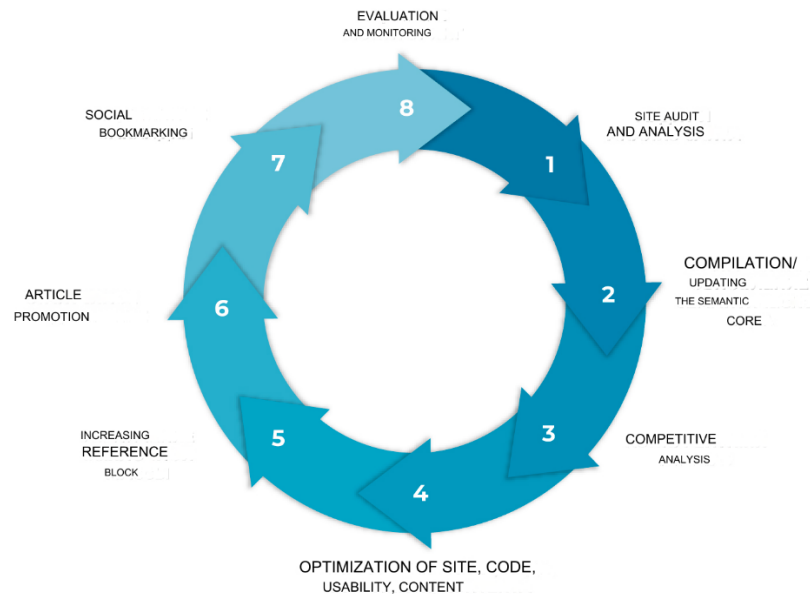 EVALUATION
AND MONITORING
8
SOCIAL
BOOKMARKING
7
SITE AUDIT
AND ANALYSIS
1
COMPILATION/
UPDATING
THE SEMANTIC
CORE
2
ARTICLE
PROMOTION
6
INCREASING
REFERENCE
BLOCK
5
COMPETITIVE
ANALYSIS
3
4
OPTIMIZATION OF SITE, CODE,
USABILITY, CONTENT